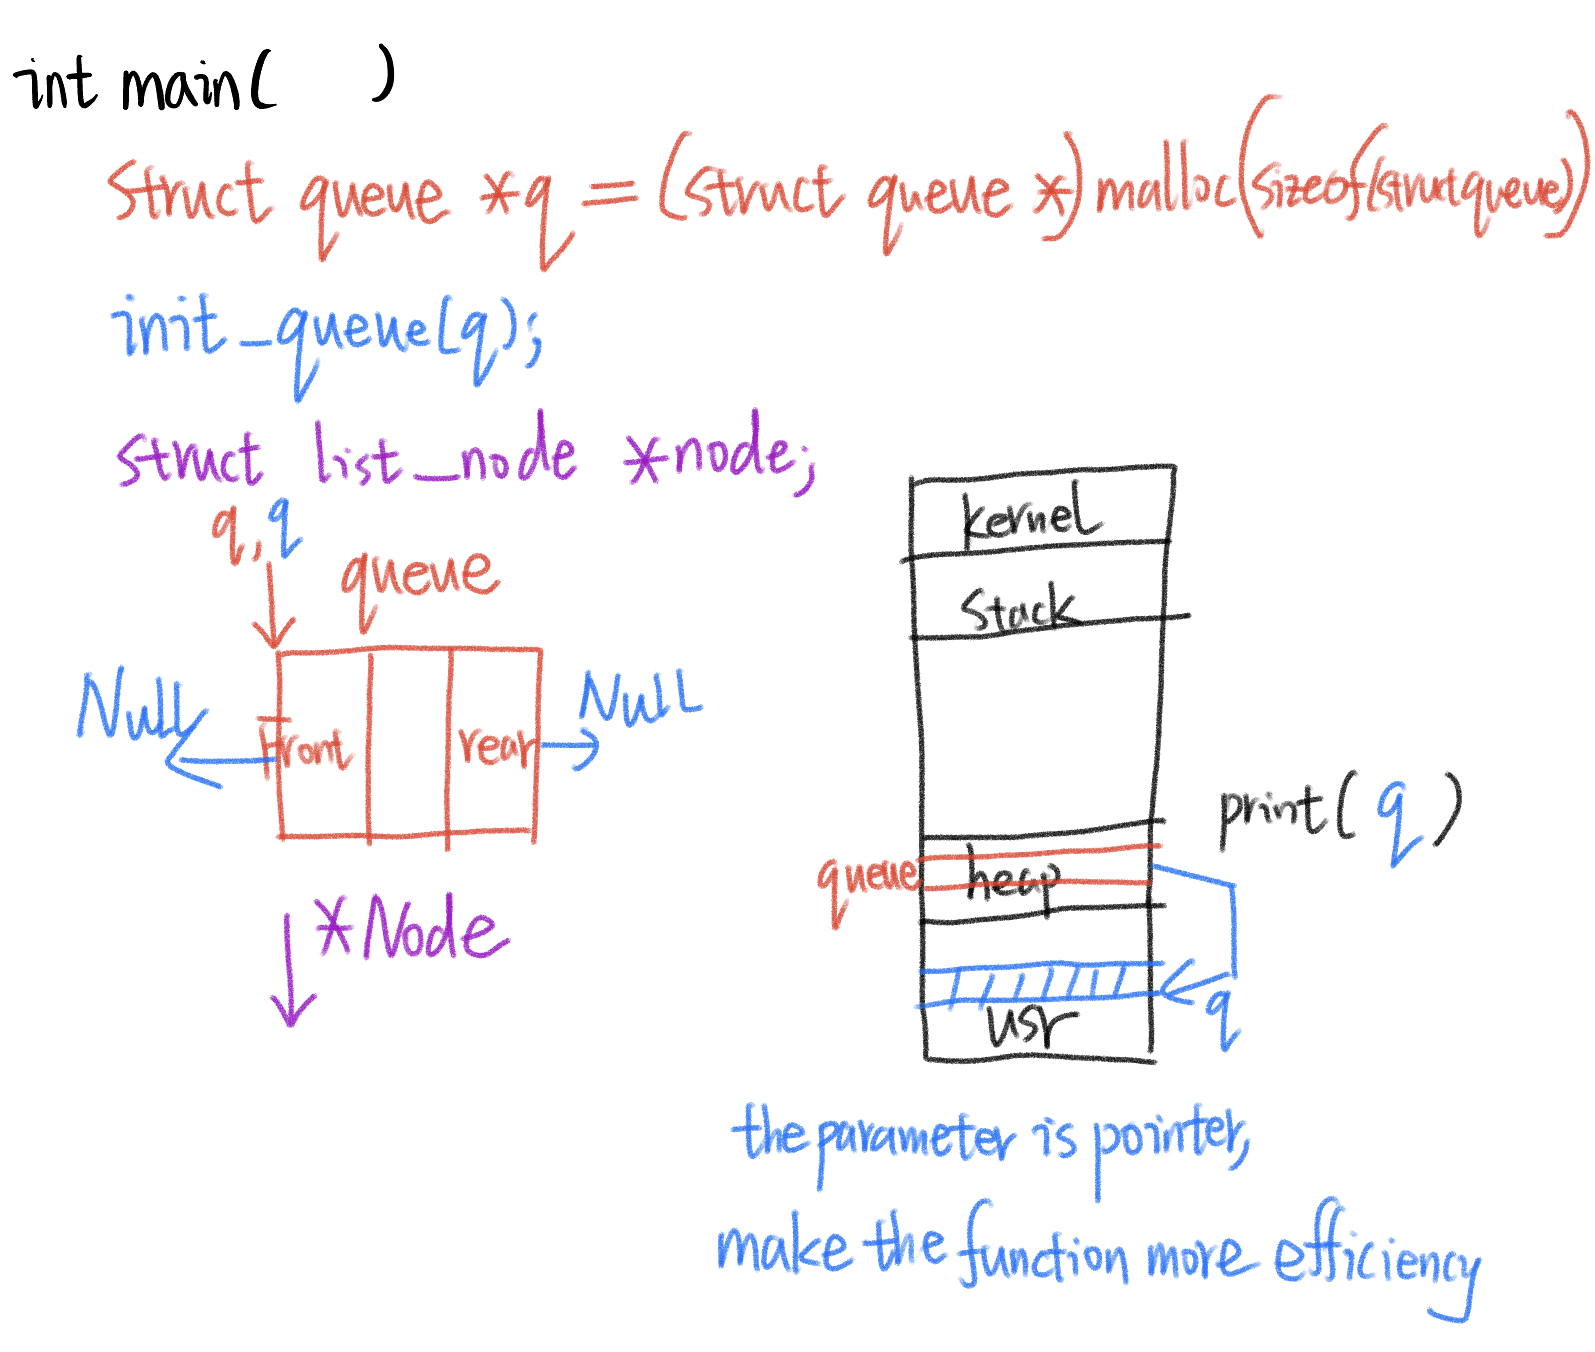 int main( )
struct queue *q = (struct queue *) malloc(sizeof(struct queue))
init_queue(q);
struct list_node *node;
q, q
queue
Null
Front
rear
Null
*Node
kernel
Stack
print( q )
queue
heap
q
usr
the parameter is pointer,
make the function more efficiency